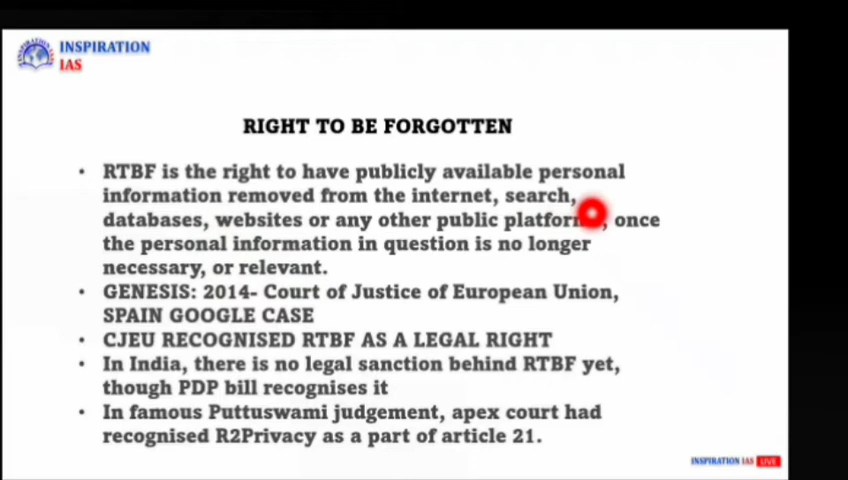 INSPIRATION
IAS
RIGHT TO BE FORGOTTEN
• RTBF is the right to have publicly available personal
information removed from the internet, search,
databases, websites or any other public platforms, once
the personal information in question is no longer
necessary, or relevant.
• GENESIS: 2014- Court of Justice of European Union,
SPAIN GOOGLE CASE
• CJEU RECOGNISED RTBF AS A LEGAL RIGHT
• In India, there is no legal sanction behind RTBF yet,
though PDP bill recognises it
• In famous Puttuswami judgement, apex court had
recognised R2Privacy as a part of article 21.
INSPIRATION IAS LIVE